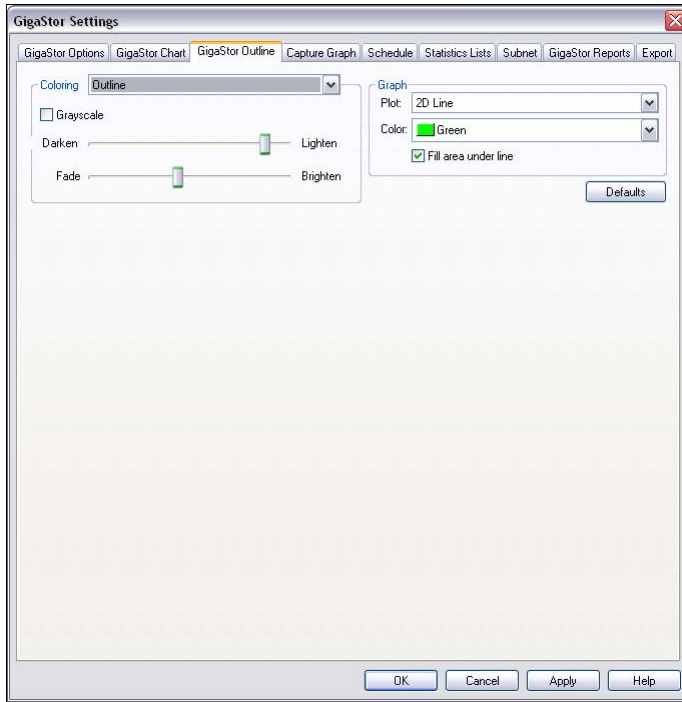 GigaStor Settings
GigaStor Options GigaStor Chart GigaStor Outline Capture Graph Schedule Statistics Lists Subnet GigaStor Reports Export
Coloring Outline
Grayscale
Darken Lighten
Fade Brighten
Graph
Plot: 2D Line
Color: Green
Fill area under line
Defaults
OK Cancel Apply Help